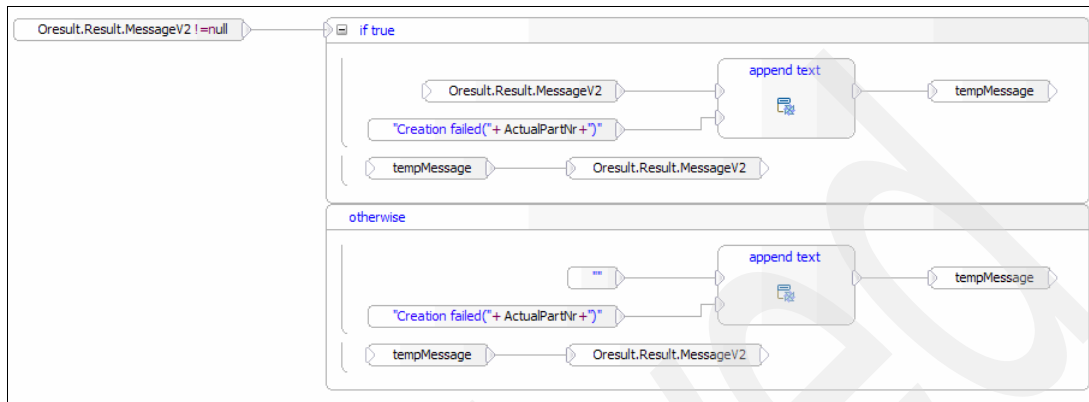 Oresult.Result.MessageV2 !=null
if true
append text
Oresult.Result.MessageV2
tempMessage
"Creation failed("+ ActualPartNr+")"
tempMessage
Oresult.Result.MessageV2
otherwise
append text
""
tempMessage
"Creation failed("+ ActualPartNr+")"
tempMessage
Oresult.Result.MessageV2